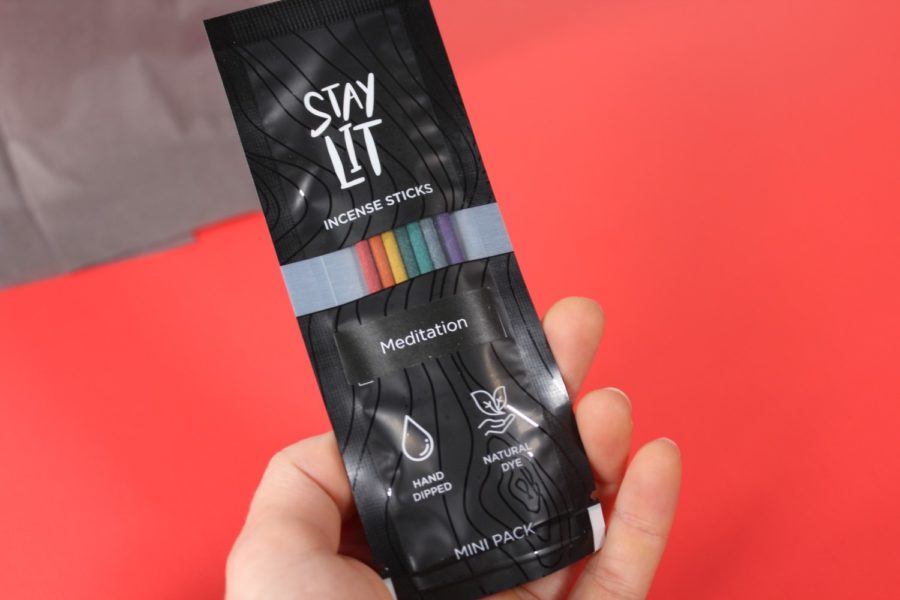 STAY
LIT
INCENSE STICKS
Meditation
HAND
DIPPED
NATURAL
DYE
MINI PACK